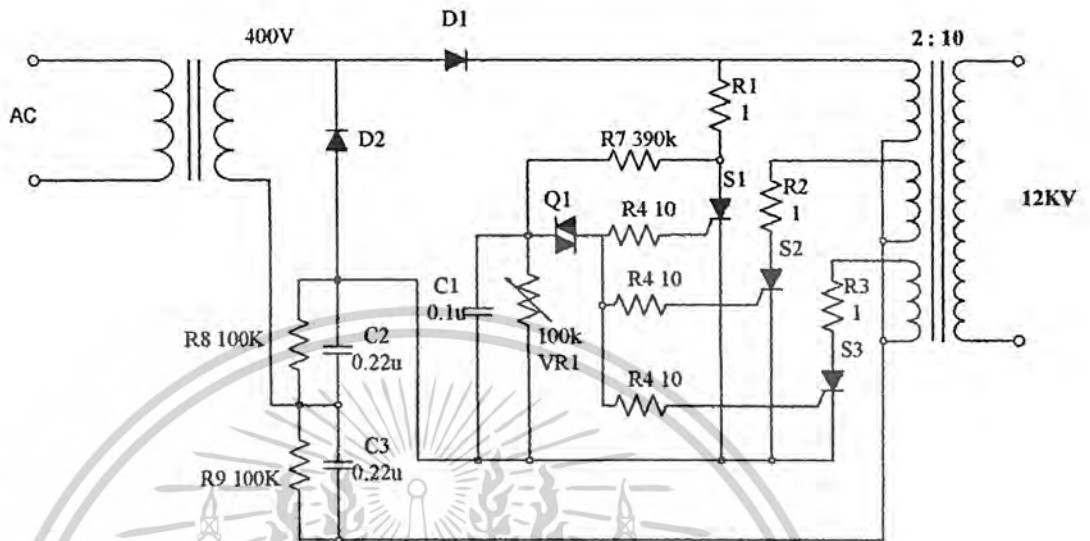 D1
400V
2 : 10
AC
D2
R1
1
R7 390k
S1
R2
1
Q1
R4 10
12KV
S2
R3
1
C1
0.1u
R4 10
R8 100K
C2
0.22u
100k
VR1
R4 10
S3
C3
0.22u
R9 100K